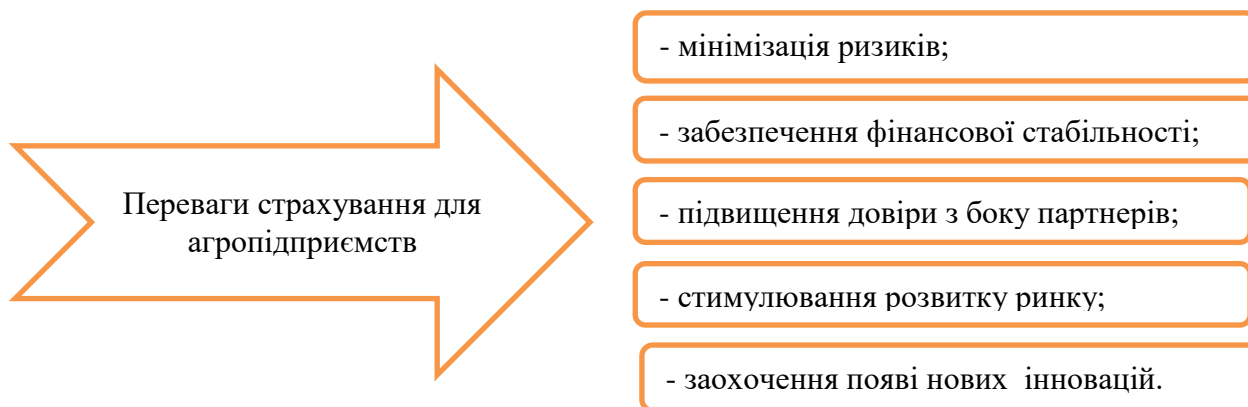 Переваги страхування для
агропідприємств
- мінімізація ризиків;
- забезпечення фінансової стабільності;
- підвищення довіри з боку партнерів;
- стимулювання розвитку ринку;
- заохочення появі нових  інновацій.